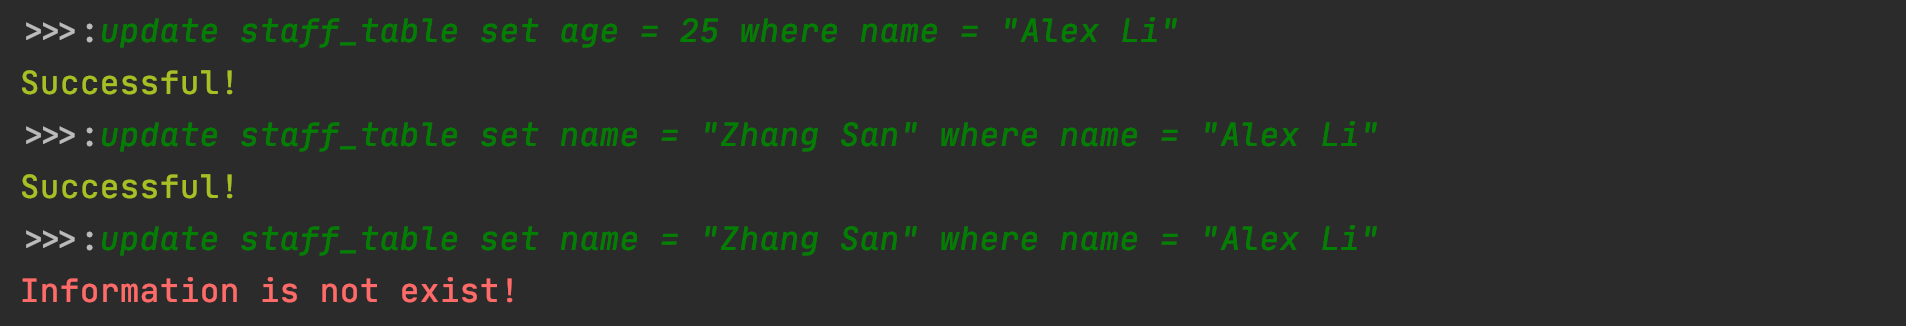 >>>:update staff_table set age = 25 where name = "Alex Li"
Successful!
>>>:update staff_table set name = "Zhang San" where name = "Alex Li"
Successful!
>>>:update staff_table set name = "Zhang San" where name = "Alex Li"
Information is not exist!